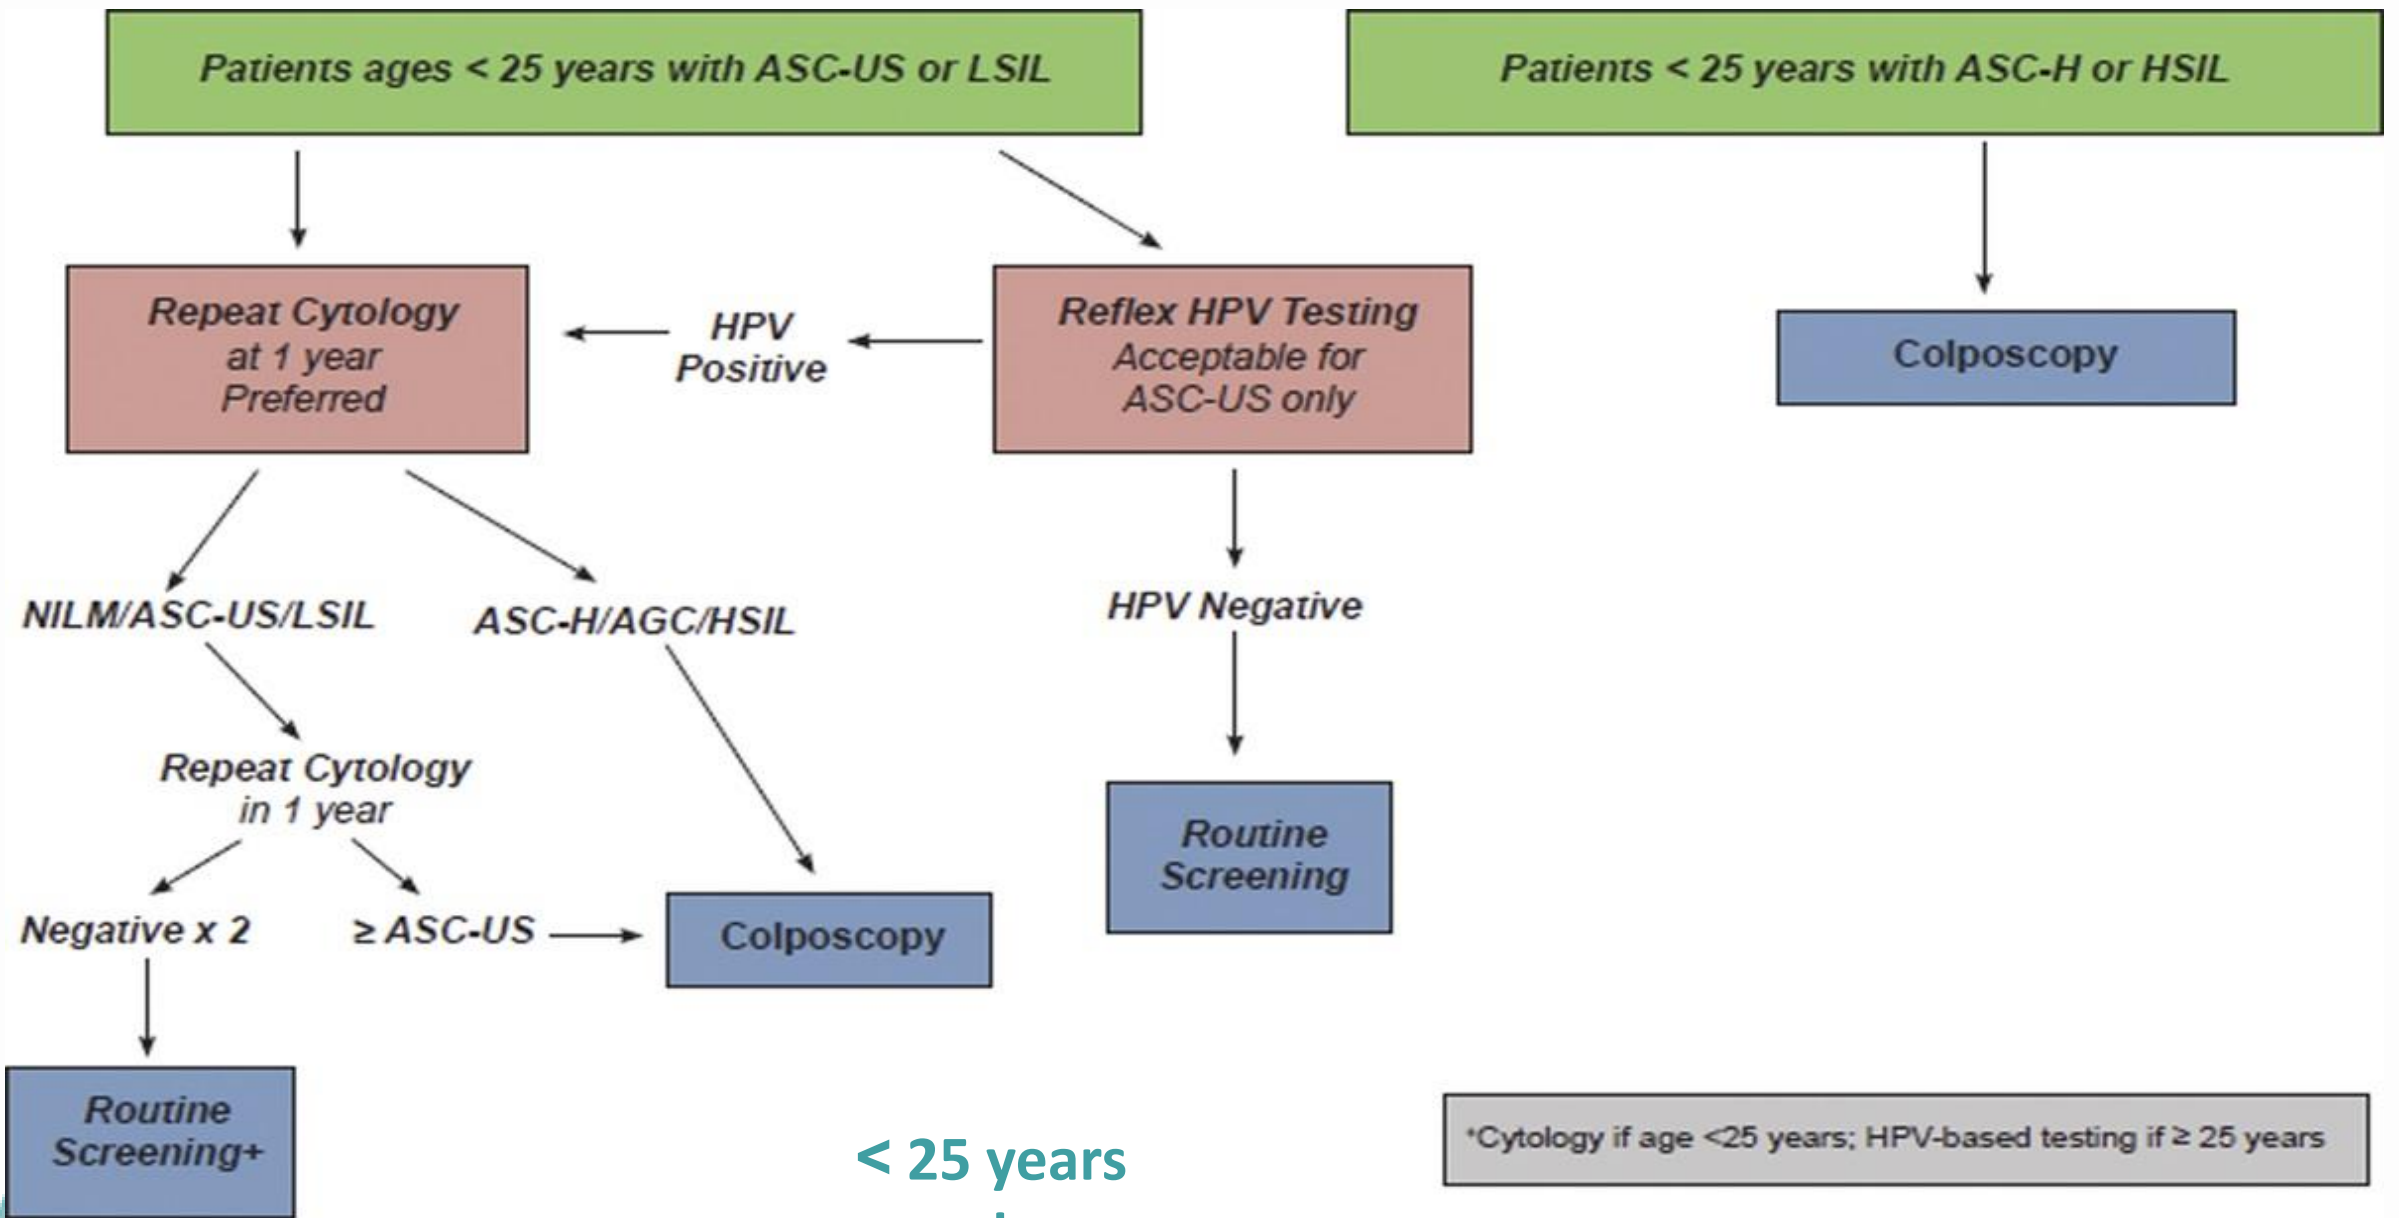 Patients ages < 25 years with ASC-US or LSIL
Patients < 25 years with ASC-H or HSIL
Repeat Cytology
at 1 year
Preferred
HPV
Positive
Reflex HPV Testing
Acceptable for
ASC-US only
Colposcopy
NILM/ASC-US/LSIL
ASC-H/AGC/HSIL
HPV Negative
Repeat Cytology
in 1 year
Routine
Screening
Negative x 2
≥ ASC-US
Colposcopy
Routine
Screening+
< 25 years
+Cytology if age <25 years; HPV-based testing if ≥ 25 years